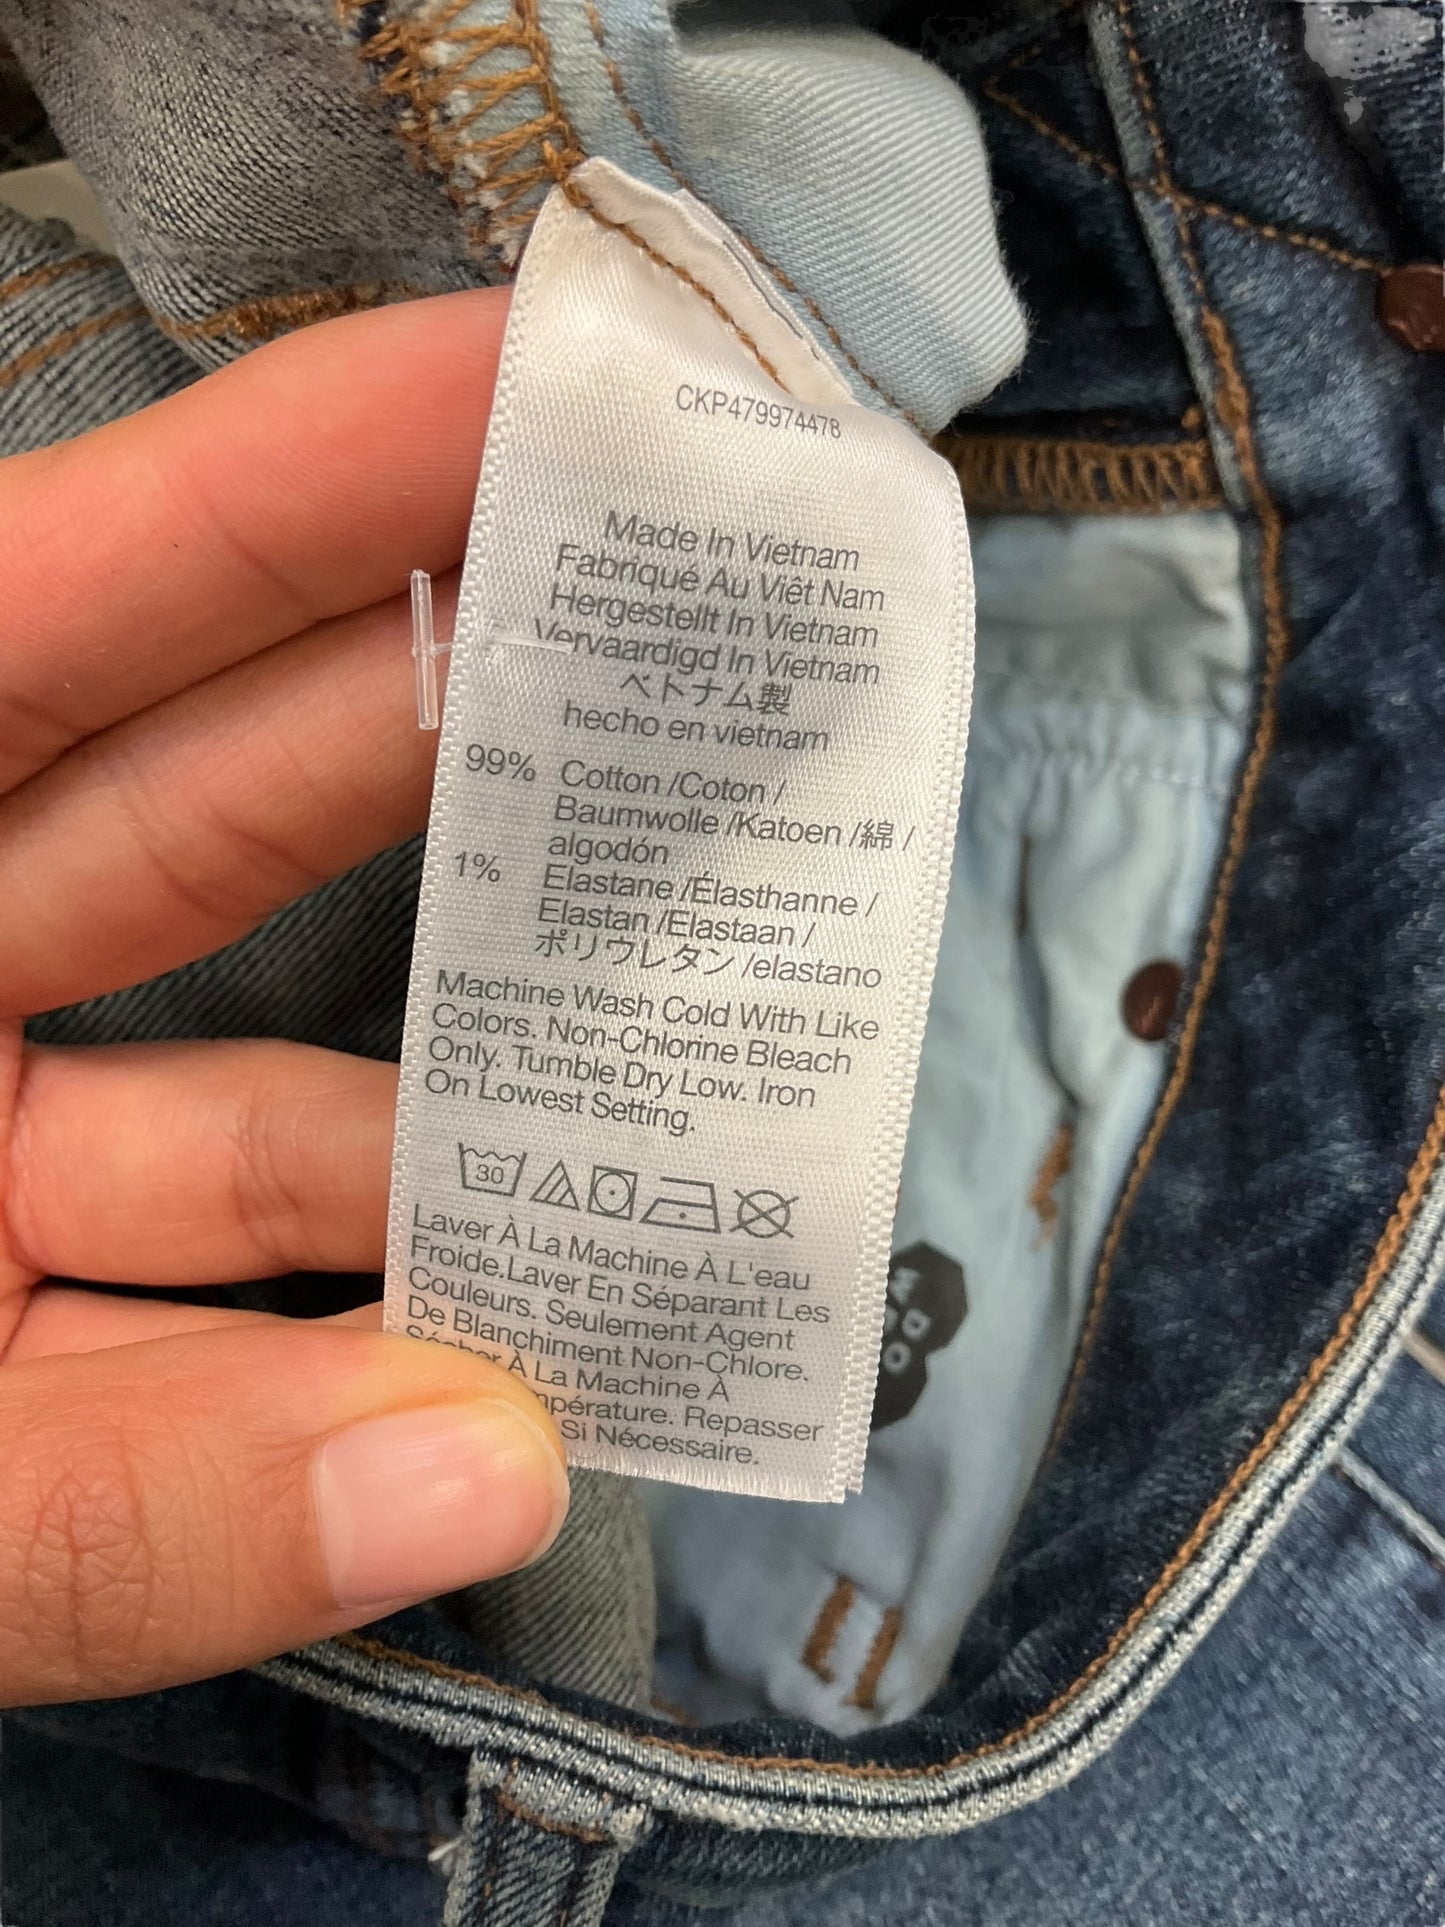 CKP479974478
Made In Vietnam
Fabriqué Au Viêt Nam
Hergestellt In Vietnam
Vervaardigd In Vietnam
ベトナム製
hecho en vietnam
99% Cotton /Coton /
Baumwolle /Katoen /綿 /
algodón
1% Elastane /Élasthanne /
Elastan /Elastaan /
ポリウレタン /elastano
Machine Wash Cold With Like
Colors. Non-Chlorine Bleach
Only. Tumble Dry Low. Iron
On Lowest Setting.
30
Laver À La Machine À L'eau
Froide.Laver En Séparant Les
Couleurs. Seulement Agent
De Blanchiment Non-Chlore.
Sécher À La Machine À
Repasser
Si Nécessaire.